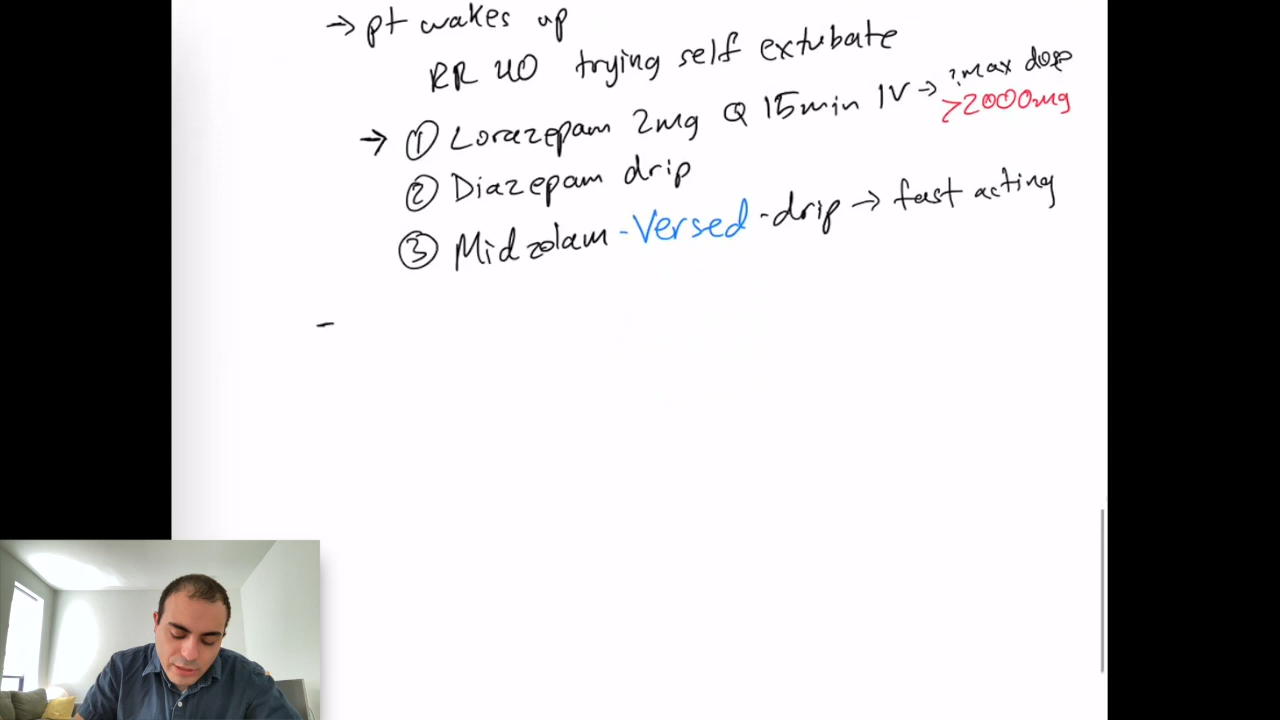 → pt wakes up
RR 40 trying self extubate
→ ① Lorazepam 2mg Q 15min IV → ? max dose
>2000mg
② Diazepam drip
③ Midzolam - Versed - drip → fast acting
-